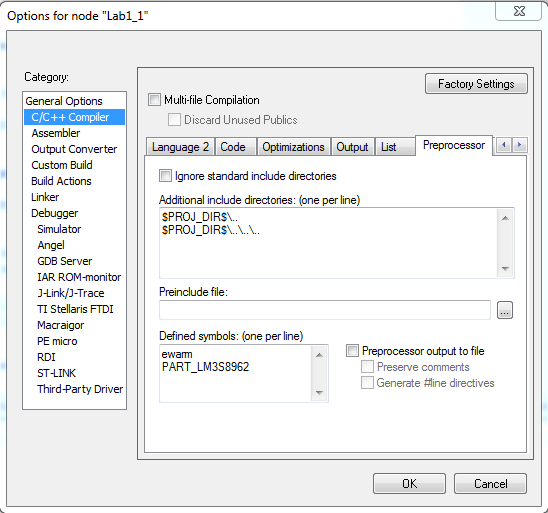 Options for node "Lab1_1"
Category:
General Options
C/C++ Compiler
Assembler
Output Converter
Custom Build
Build Actions
Linker
Debugger
Simulator
Angel
GDB Server
IAR ROM-monitor
J-Link/J-Trace
TI Stellaris FTDI
Macraigor
PE micro
RDI
ST-LINK
Third-Party Driver
Factory Settings
Multi-file Compilation
Discard Unused Publics
Language 2 Code Optimizations Output List Preprocessor
Ignore standard include directories
Additional include directories: (one per line)
$PROJ_DIR$\..
$PROJ_DIR$\..\..\..
Preinclude file:
...
Defined symbols: (one per line)
ewarm
PART_LM3S8962
Preprocessor output to file
Preserve comments
Generate #line directives
OK Cancel